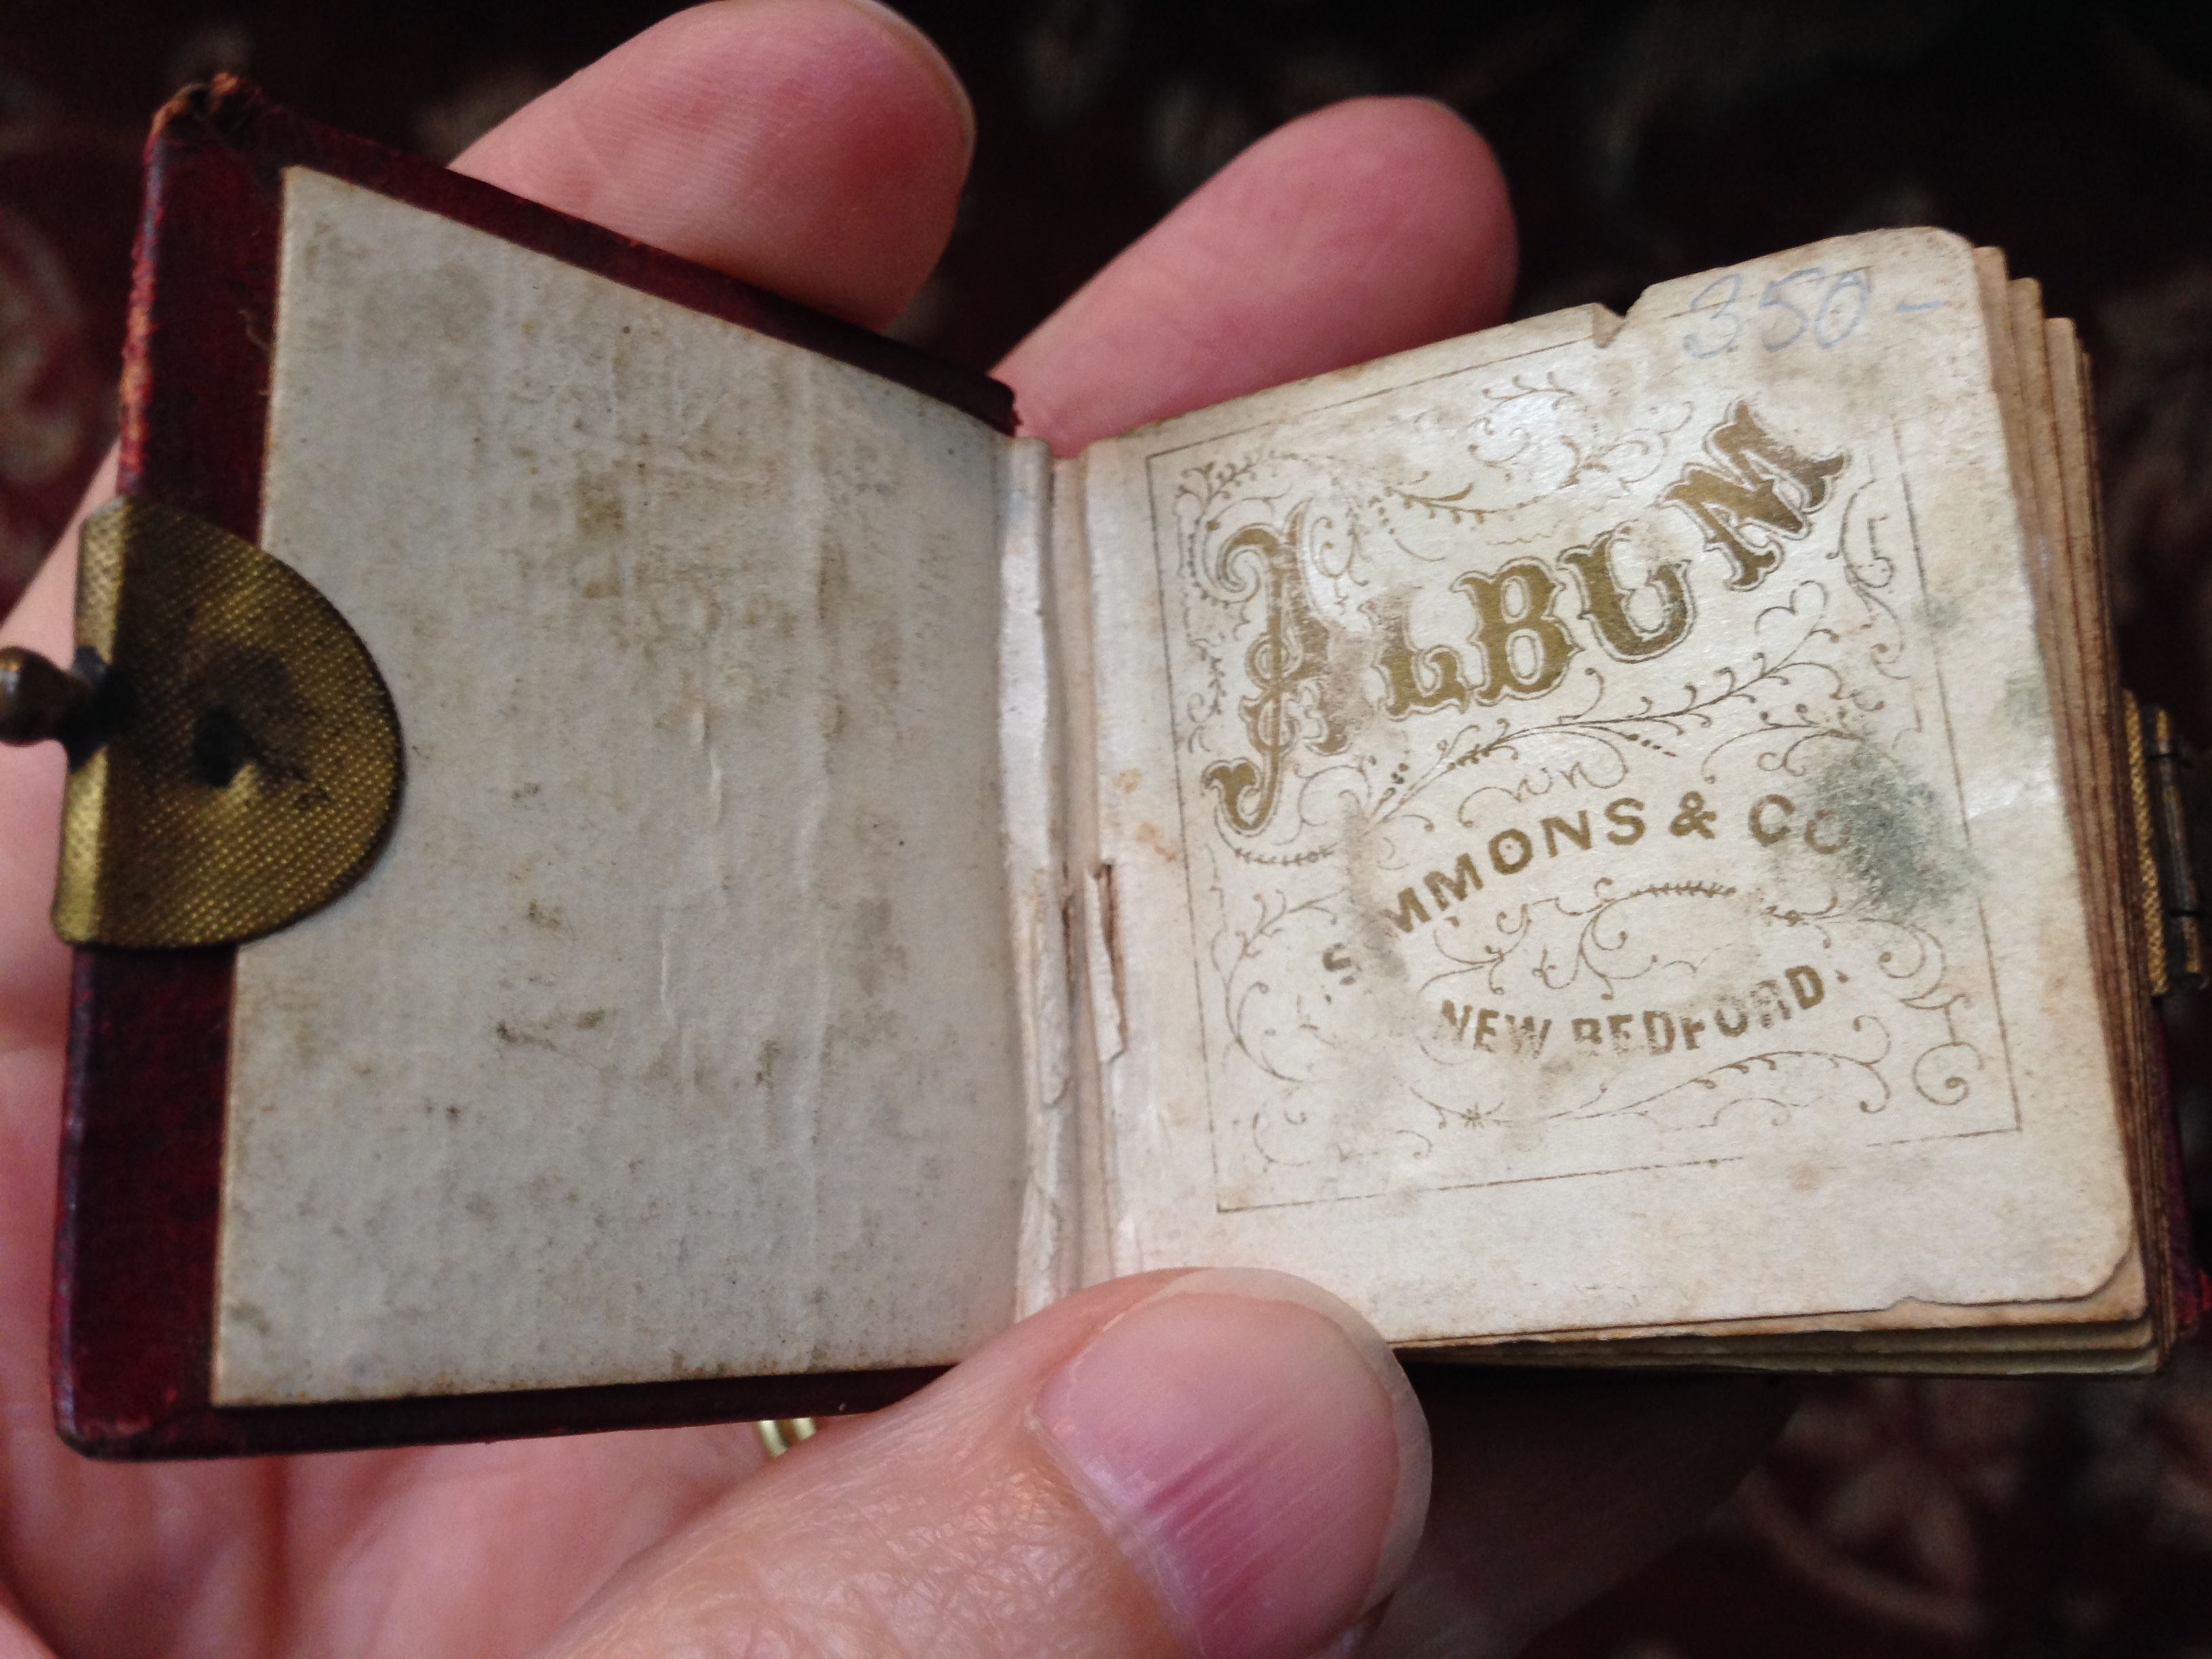 350-
ALBUM
SIMMONS & Co
NEW BEDFORD.